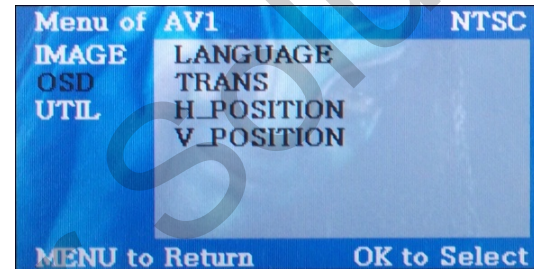 Menu of AV1 NTSC
IMAGE LANGUAGE
OSD TRANS
UTIL H_POSITION
V_POSITION
MENU to Return OK to Select